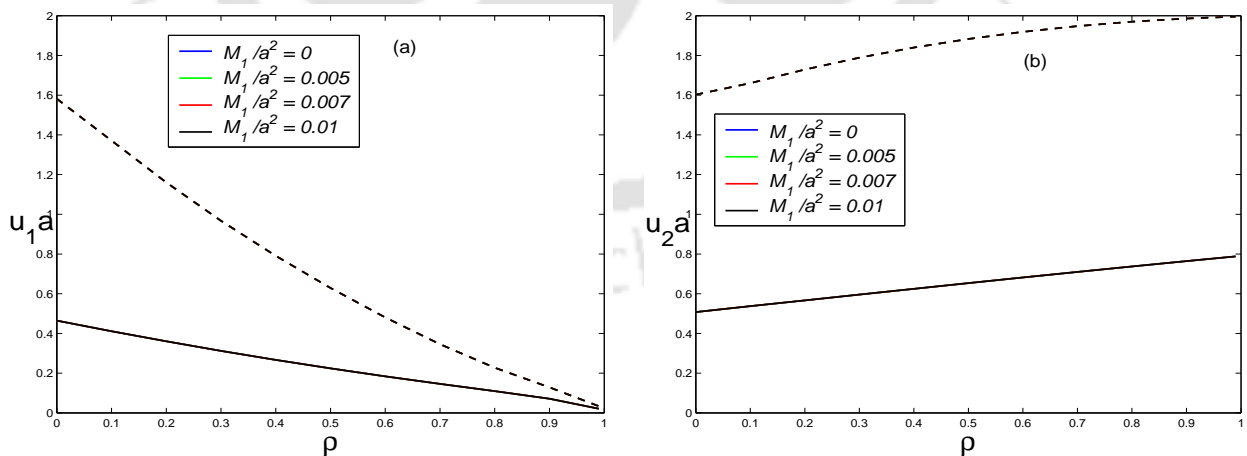 (a)
M₁/a² = 0
M₁/a² = 0.005
M₁/a² = 0.007
M₁/a² = 0.01
2
1.8
1.6
1.4
1.2
1
0.8
0.6
0.4
0.2
0
u₁a
0 0.1 0.2 0.3 0.4 0.5 0.6 0.7 0.8 0.9 1
ρ
(b)
M₁/a² = 0
M₁/a² = 0.005
M₁/a² = 0.007
M₁/a² = 0.01
2
1.8
1.6
1.4
1.2
1
0.8
0.6
0.4
0.2
0
u₂a
0 0.1 0.2 0.3 0.4 0.5 0.6 0.7 0.8 0.9 1
ρ